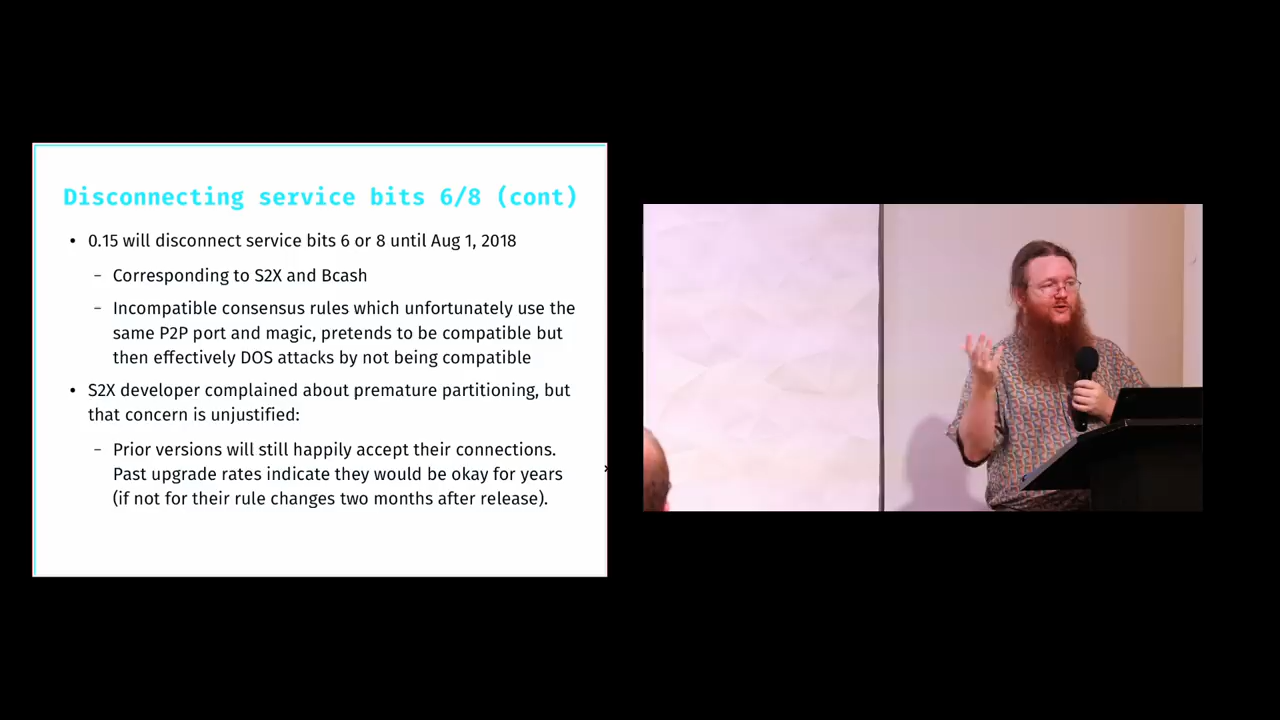 Disconnecting service bits 6/8 (cont)
• 0.15 will disconnect service bits 6 or 8 until Aug 1, 2018
– Corresponding to S2X and Bcash
– Incompatible consensus rules which unfortunately use the
same P2P port and magic, pretends to be compatible but
then effectively DOS attacks by not being compatible
• S2X developer complained about premature partitioning, but
that concern is unjustified:
– Prior versions will still happily accept their connections.
Past upgrade rates indicate they would be okay for years
(if not for their rule changes two months after release).